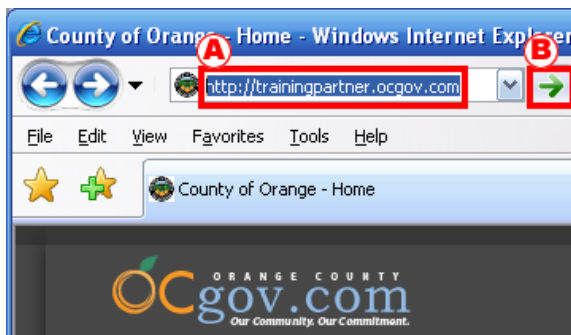 County of Orange - Home - Windows Internet Explorer
A
B
http://trainingpartner.ocgov.com
File Edit View Favorites Tools Help
County of Orange - Home
ORANGE COUNTY
OCgov.com
Our Community. Our Commitment.